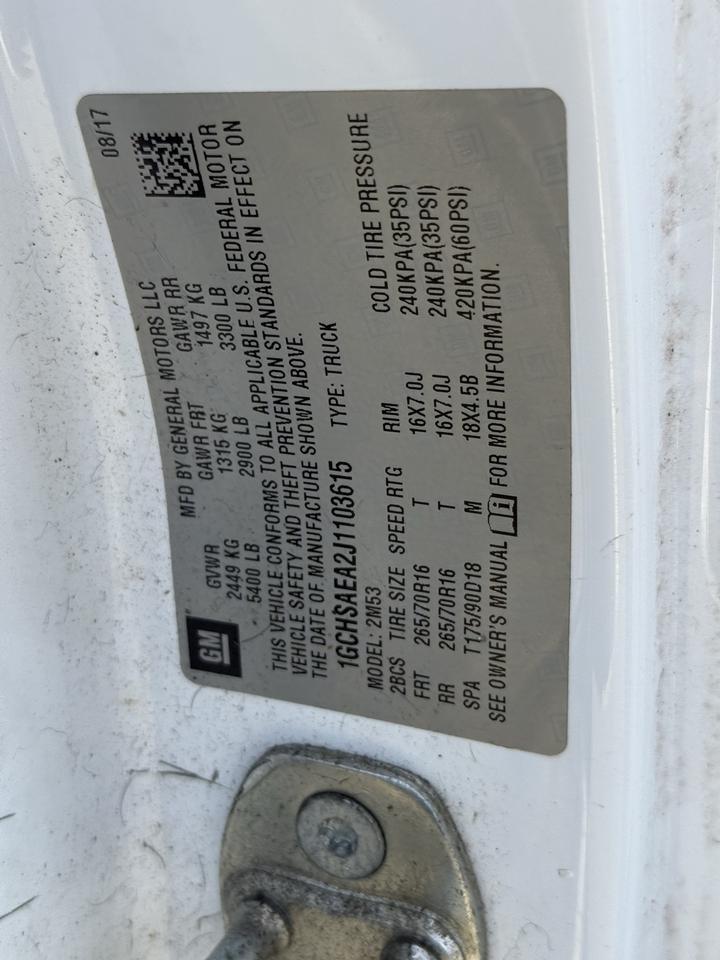 GM
MFD BY GENERAL MOTORS LLC 08/17
GVWR GAWR FRT GAWR RR
2449 KG 1315 KG 1497 KG
5400 LB 2900 LB 3300 LB
THIS VEHICLE CONFORMS TO ALL APPLICABLE U.S. FEDERAL MOTOR
VEHICLE SAFETY AND THEFT PREVENTION STANDARDS IN EFFECT ON
THE DATE OF MANUFACTURE SHOWN ABOVE.
1GCHSAEA2J1103615 TYPE: TRUCK
MODEL: 2M53
2BCS TIRE SIZE SPEED RTG RIM COLD TIRE PRESSURE
FRT 265/70R16 T 16X7.0J 240KPA(35PSI)
RR 265/70R16 T 16X7.0J 240KPA(35PSI)
SPA T175/90D18 M 18X4.5B 420KPA(60PSI)
SEE OWNER'S MANUAL i FOR MORE INFORMATION.